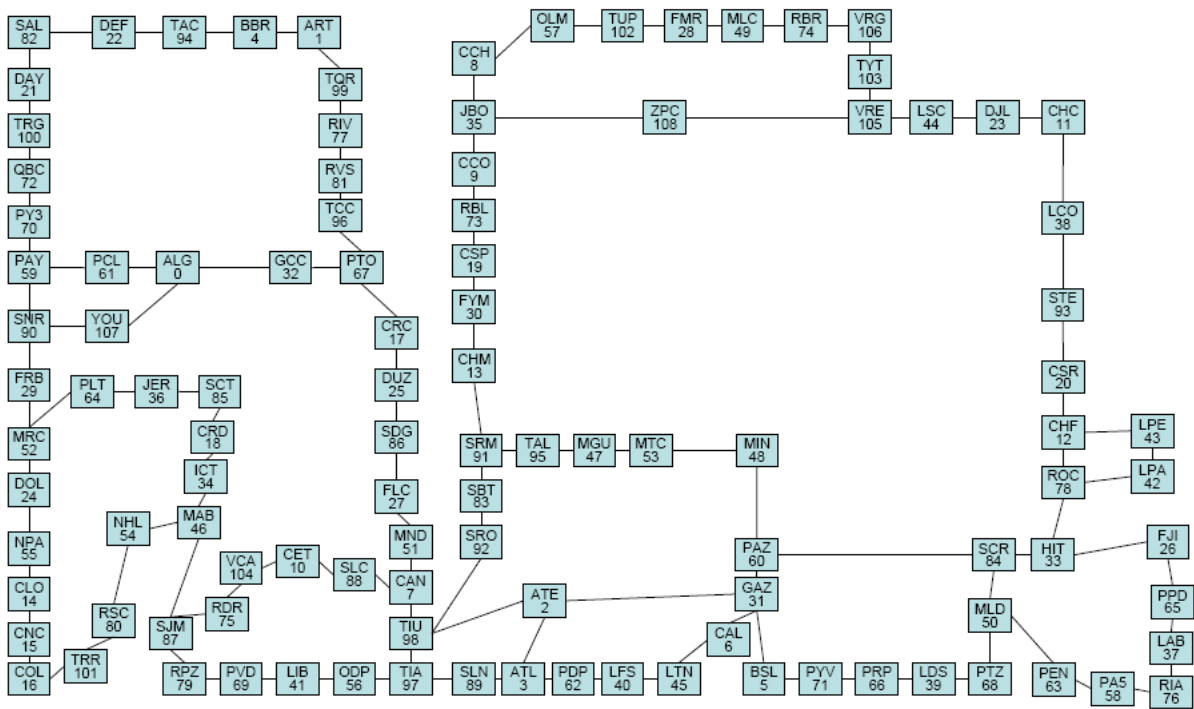 SAL
82
DEF
22
TAC
94
BBR
4
ART
1
OLM
57
TUP
102
FMR
28
MLC
49
RBR
74
VRG
106
CCH
8
TYT
103
DAY
21
TQR
99
JBO
35
ZPC
108
VRE
105
LSC
44
DJL
23
CHC
11
TRG
100
RIV
77
CCO
9
QBC
72
RVS
81
RBL
73
LCO
38
PY3
70
TCC
96
PAY
59
PCL
61
ALG
0
GCC
32
PTO
67
CSP
19
FYM
30
STE
93
SNR
90
YOU
107
CRC
17
CHM
13
FRB
29
PLT
64
JER
36
SCT
85
DUZ
25
CSR
20
MRC
52
CRD
18
SDG
86
SRM
91
TAL
95
MGU
47
MTC
53
MIN
48
CHF
12
LPE
43
DOL
24
ICT
34
FLC
27
SBT
83
ROC
78
LPA
42
NHL
54
MAB
46
MND
51
SRO
92
NPA
55
PAZ
60
SCR
84
HIT
33
FJI
26
VCA
104
CET
10
SLC
88
CAN
7
CLO
14
ATE
2
GAZ
31
PPD
65
RSC
80
SJM
87
RDR
75
MLD
50
CNC
15
TIU
98
CAL
6
LAB
37
COL
16
TRR
101
RPZ
79
PVD
69
LIB
41
ODP
56
TIA
97
SLN
89
ATL
3
PDP
62
LFS
40
LTN
45
BSL
5
PYV
71
PRP
66
LDS
39
PTZ
68
PEN
63
PA5
58
RIA
76